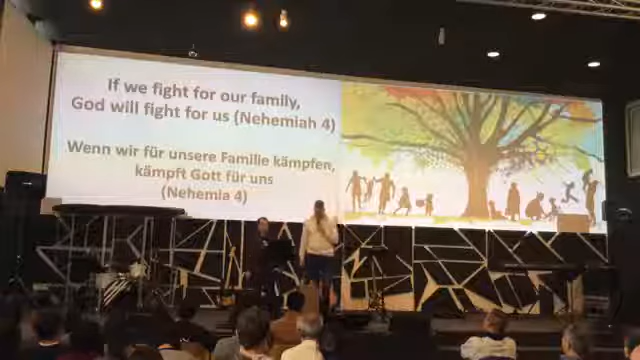 If we fight for our family,
God will fight for us (Nehemiah 4)
Wenn wir für unsere Familie kämpfen,
kämpft Gott für uns
(Nehemia 4)